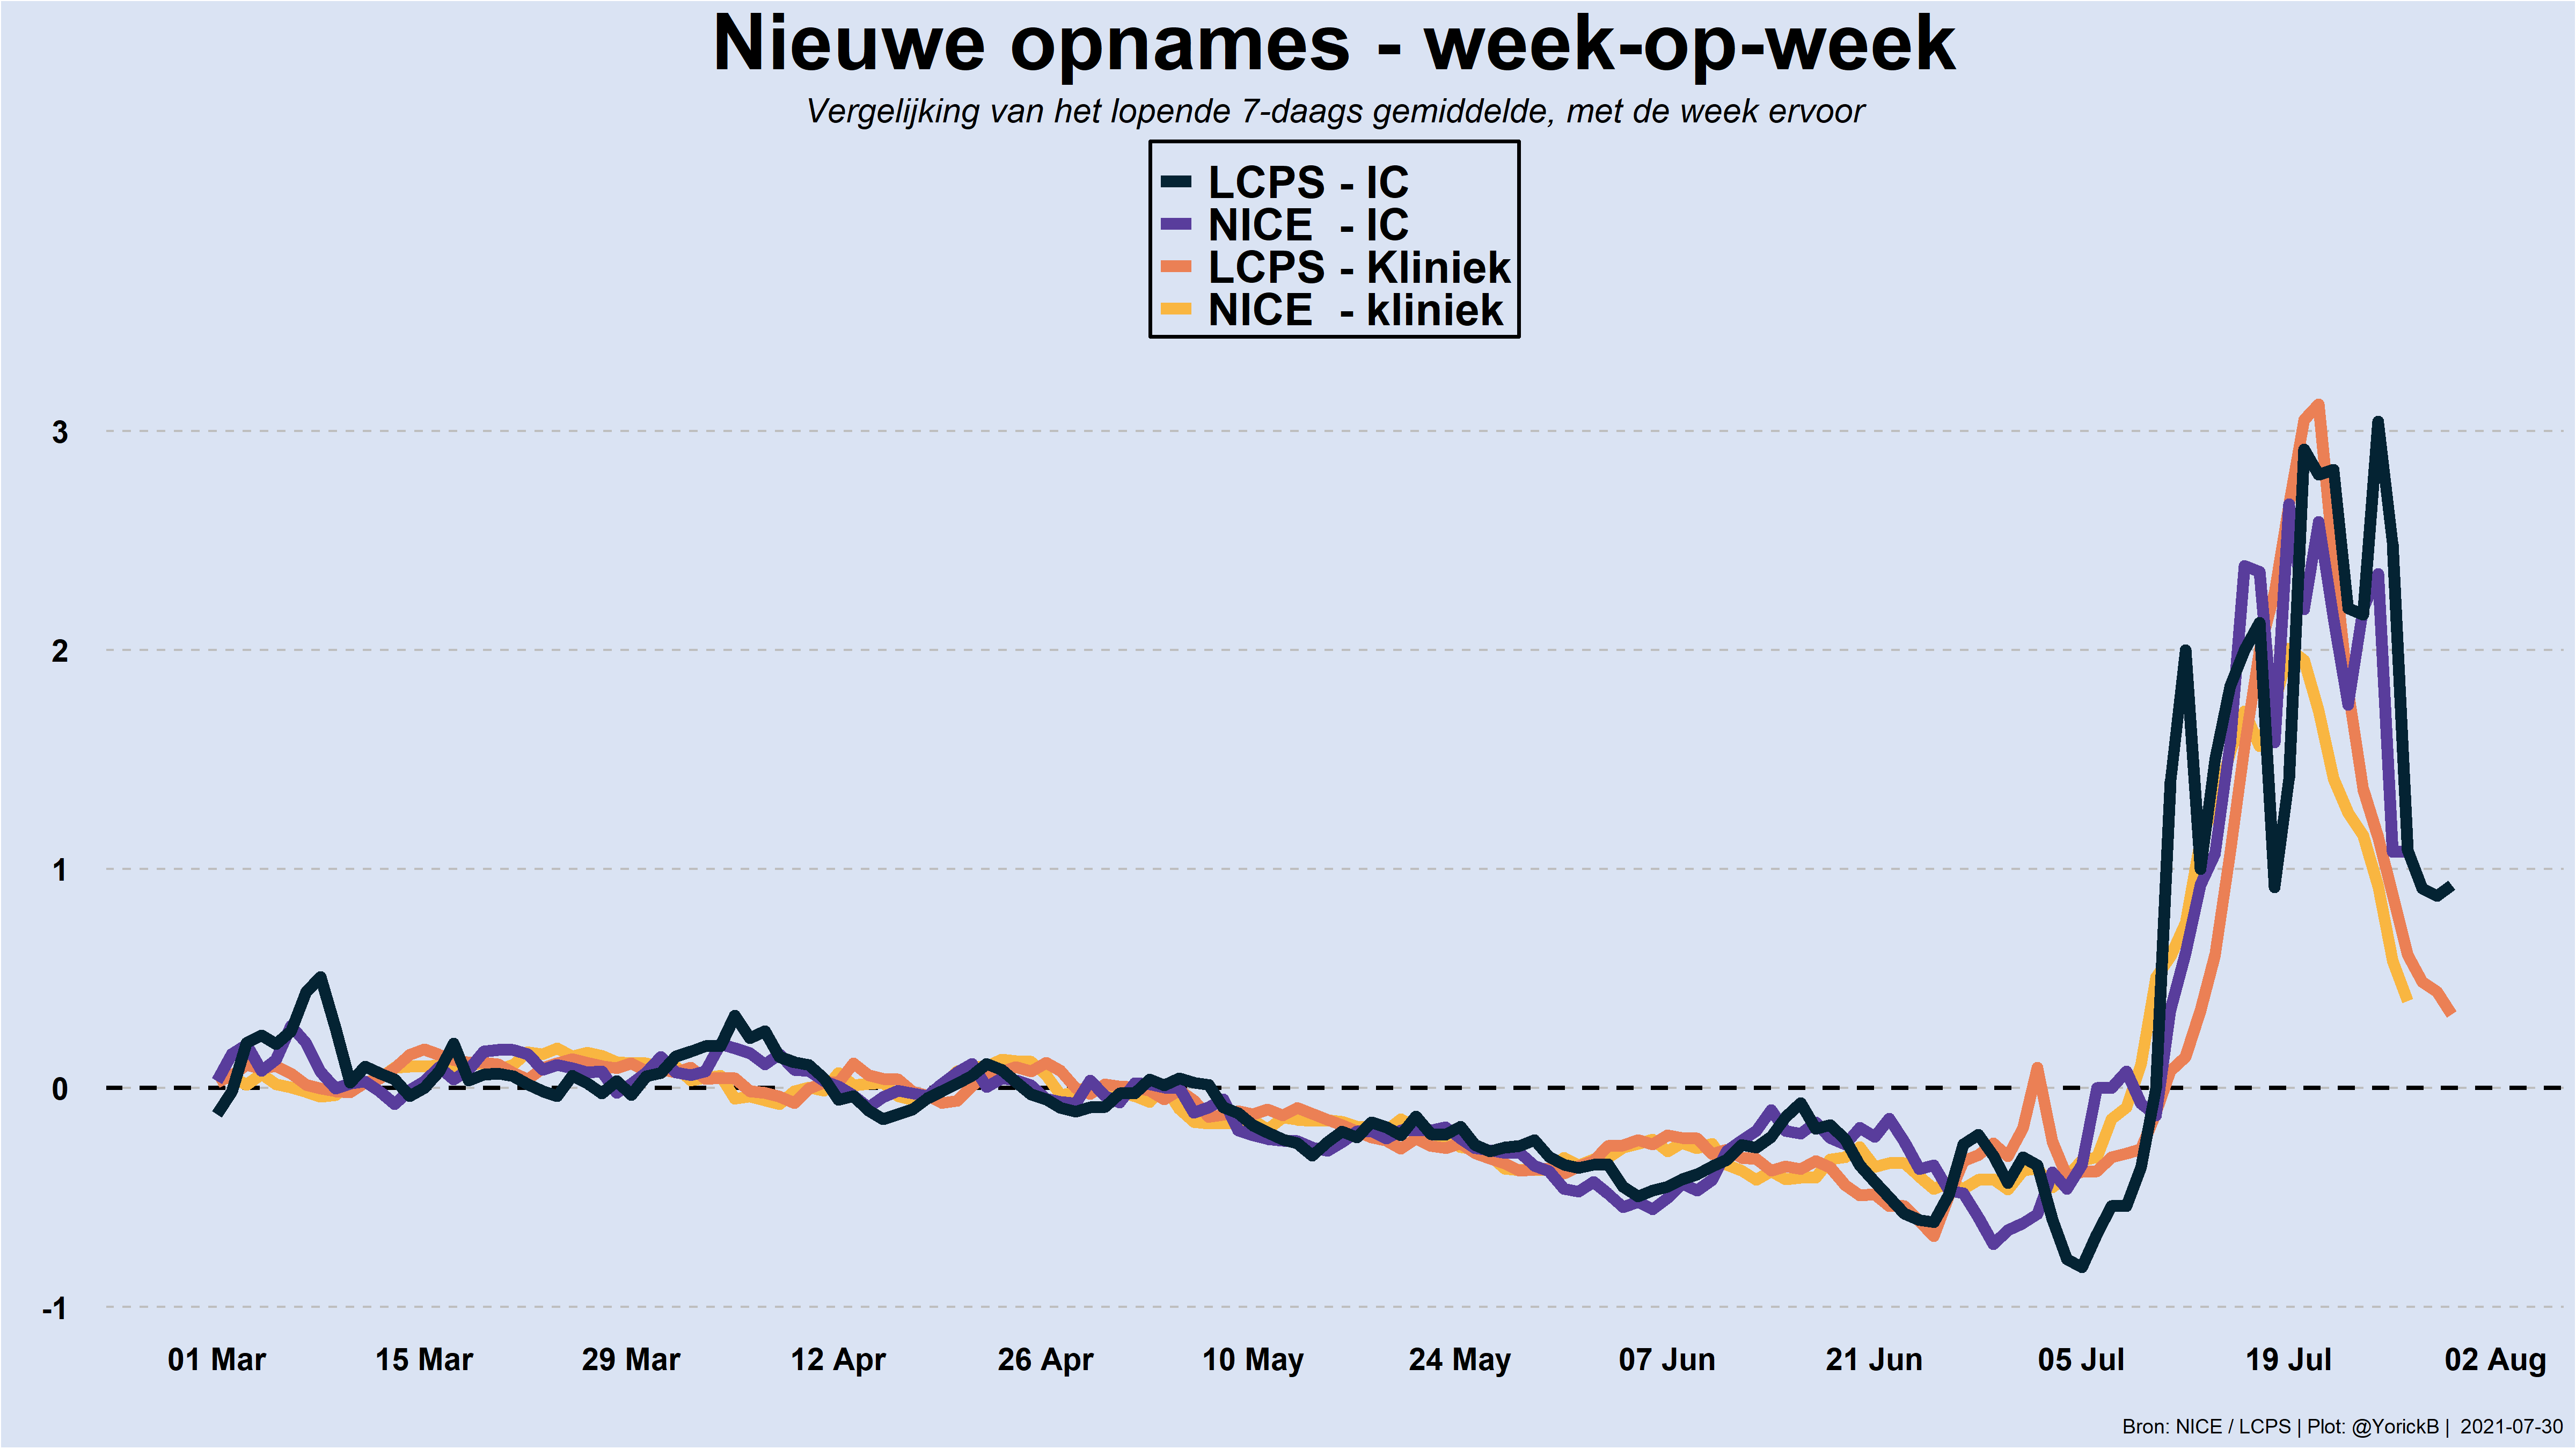 Nieuwe opnames - week-op-week
Vergelijking van het lopende 7-daags gemiddelde, met de week ervoor
LCPS - IC
NICE - IC
LCPS - Kliniek
NICE - kliniek
3
2
1
0
-1
01 Mar 15 Mar 29 Mar 12 Apr 26 Apr 10 May 24 May 07 Jun 21 Jun 05 Jul 19 Jul 02 Aug
Bron: NICE / LCPS | Plot: @YorickB | 2021-07-30